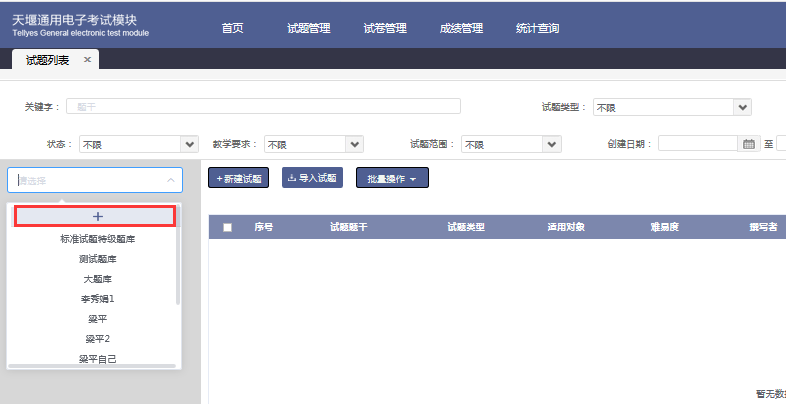 天堰通用电子考试模块
Tellyes General electronic test module
首页 试题管理 试卷管理 成绩管理 统计查询
试题列表 ×
关键字： 题干 试题类型： 不限
状态： 不限 教学要求： 不限 试题范围： 不限 创建日期： 至
请选择 +新建试题 导入试题 批量操作
+
序号 试题题干 试题类型 适用对象 难易度 撰写者
标准试题特级题库
测试题库
大题库
李秀娟1
梁平
梁平2
梁平自己
暂无数据